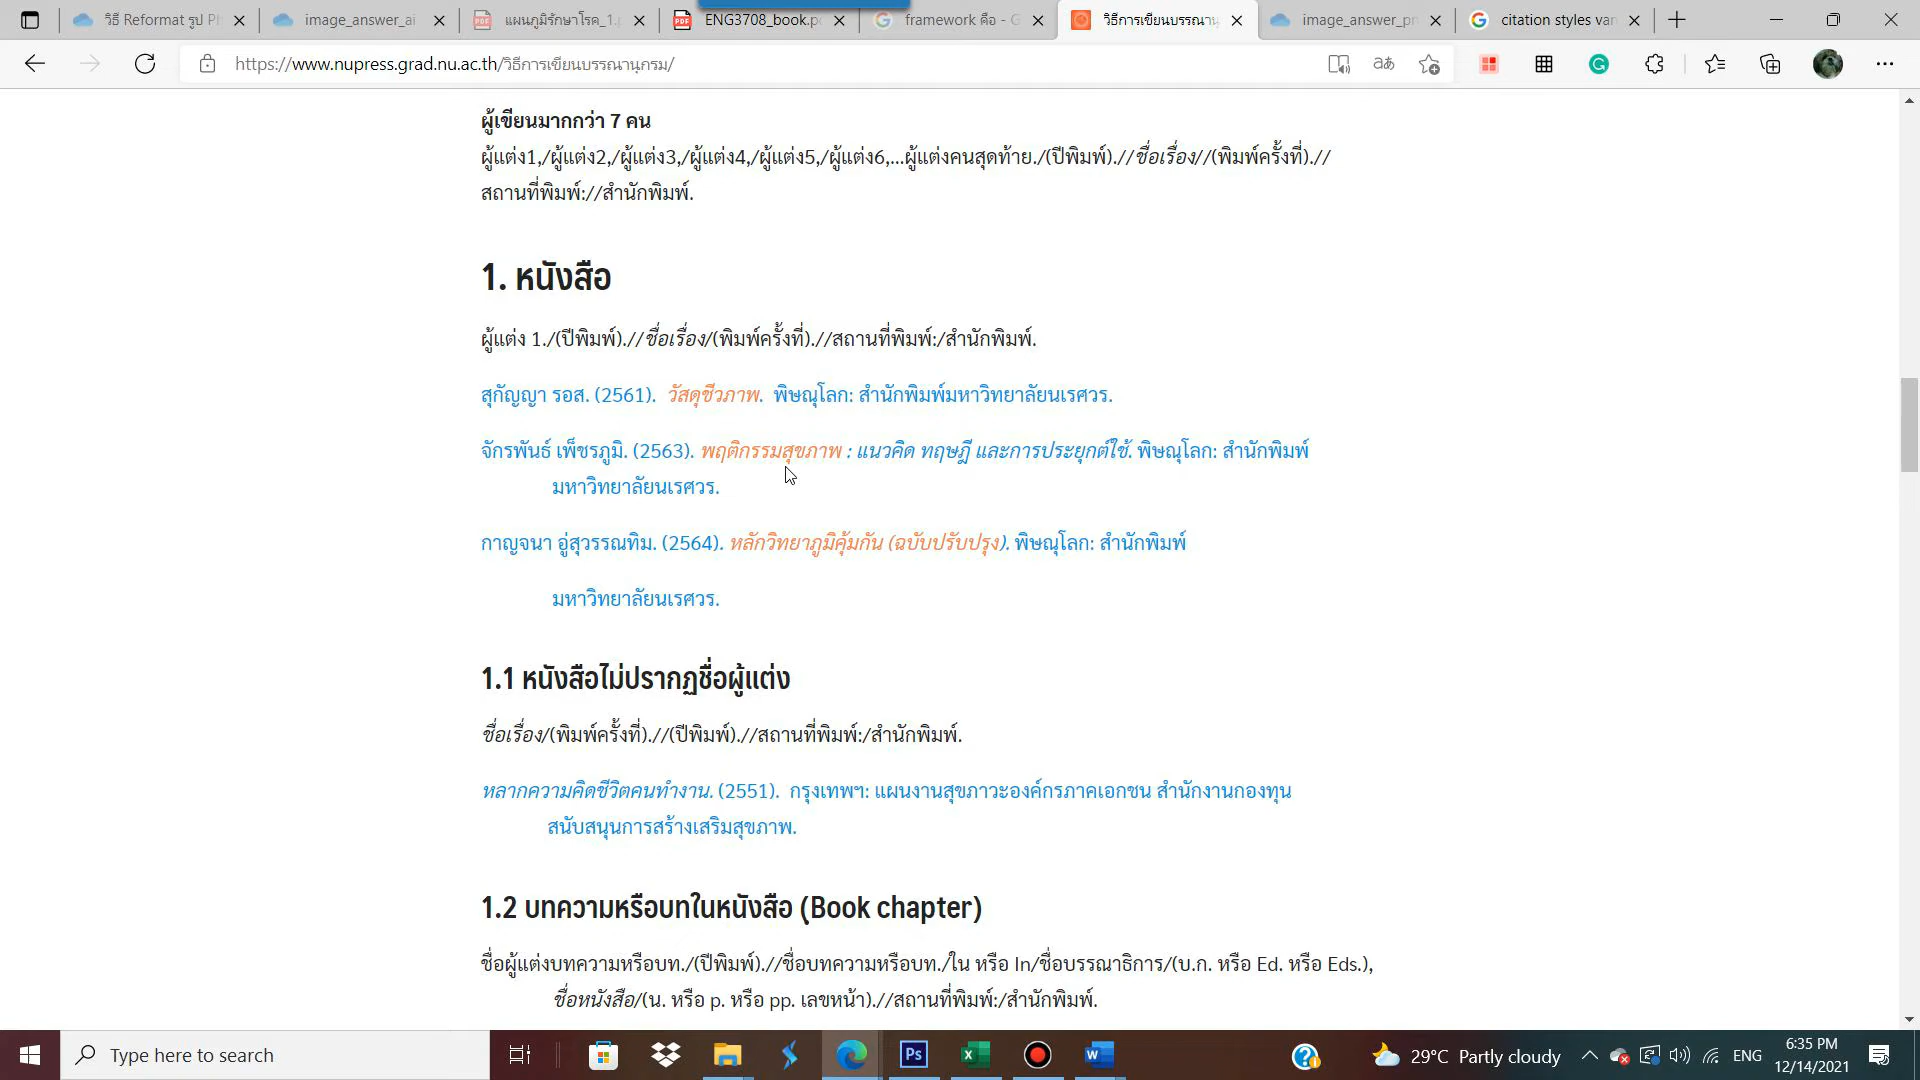 วิธี Reformat รูป Ph
image_answer_ai
แผนภูมิรักษาโรค_1.p
ENG3708_book.pd
framework คือ - G
วิธีการเขียนบรรณานุ
image_answer_pr
citation styles van
https://www.nupress.grad.nu.ac.th/วิธีการเขียนบรรณานุกรม/
ผู้เขียนมากกว่า 7 คน
ผู้แต่ง1,/ผู้แต่ง2,/ผู้แต่ง3,/ผู้แต่ง4,/ผู้แต่ง5,/ผู้แต่ง6,…ผู้แต่งคนสุดท้าย./(ปีพิมพ์).//ชื่อเรื่อง//(พิมพ์ครั้งที่).//
สถานที่พิมพ์://สำนักพิมพ์.
1. หนังสือ
ผู้แต่ง 1./(ปีพิมพ์).//ชื่อเรื่อง/(พิมพ์ครั้งที่).//สถานที่พิมพ์:/สำนักพิมพ์.
สุกัญญา รอส. (2561). วัสดุชีวภาพ. พิษณุโลก: สำนักพิมพ์มหาวิทยาลัยนเรศวร.
จักรพันธ์ เพ็ชรภูมิ. (2563). พฤติกรรมสุขภาพ : แนวคิด ทฤษฎี และการประยุกต์ใช้. พิษณุโลก: สำนักพิมพ์
มหาวิทยาลัยนเรศวร.
กาญจนา อู่สุวรรณทิม. (2564). หลักวิทยาภูมิคุ้มกัน (ฉบับปรับปรุง). พิษณุโลก: สำนักพิมพ์
มหาวิทยาลัยนเรศวร.
1.1 หนังสือไม่ปรากฏชื่อผู้แต่ง
ชื่อเรื่อง/(พิมพ์ครั้งที่).//(ปีพิมพ์).//สถานที่พิมพ์:/สำนักพิมพ์.
หลากความคิดชีวิตคนทำงาน. (2551). กรุงเทพฯ: แผนงานสุขภาวะองค์กรภาคเอกชน สำนักงานกองทุน
สนับสนุนการสร้างเสริมสุขภาพ.
1.2 บทความหรือบทในหนังสือ (Book chapter)
ชื่อผู้แต่งบทความหรือบท./(ปีพิมพ์).//ชื่อบทความหรือบท./ใน หรือ In/ชื่อบรรณาธิการ/(บ.ก. หรือ Ed. หรือ Eds.),
ชื่อหนังสือ/(น. หรือ p. หรือ pp. เลขหน้า).//สถานที่พิมพ์:/สำนักพิมพ์.
Type here to search
29°C Partly cloudy
ENG
6:35 PM
12/14/2021